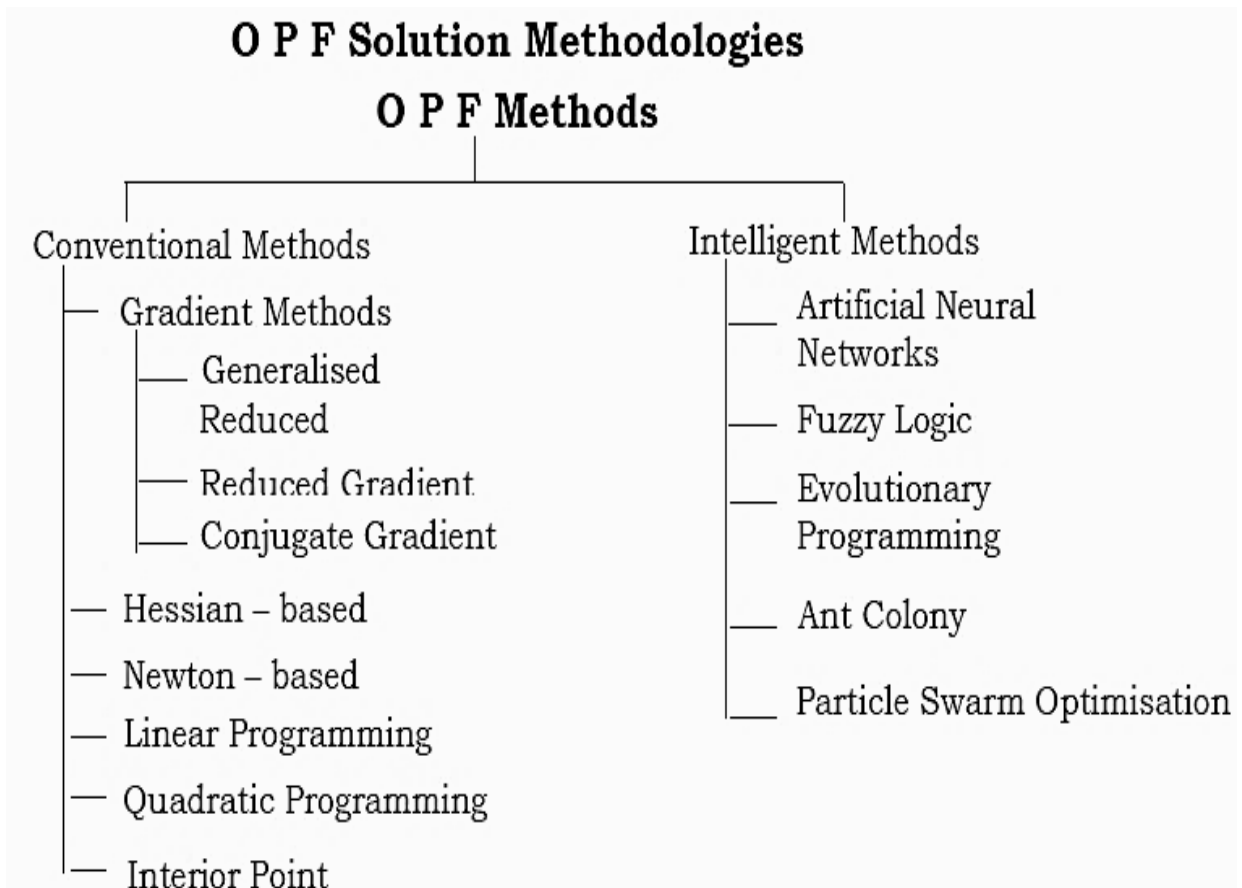 O P F Solution Methodologies
O P F Methods
Conventional Methods
Gradient Methods
Generalised
Reduced
Reduced Gradient
Conjugate Gradient
Hessian – based
Newton – based
Linear Programming
Quadratic Programming
Interior Point
Intelligent Methods
Artificial Neural
Networks
Fuzzy Logic
Evolutionary
Programming
Ant Colony
Particle Swarm Optimisation